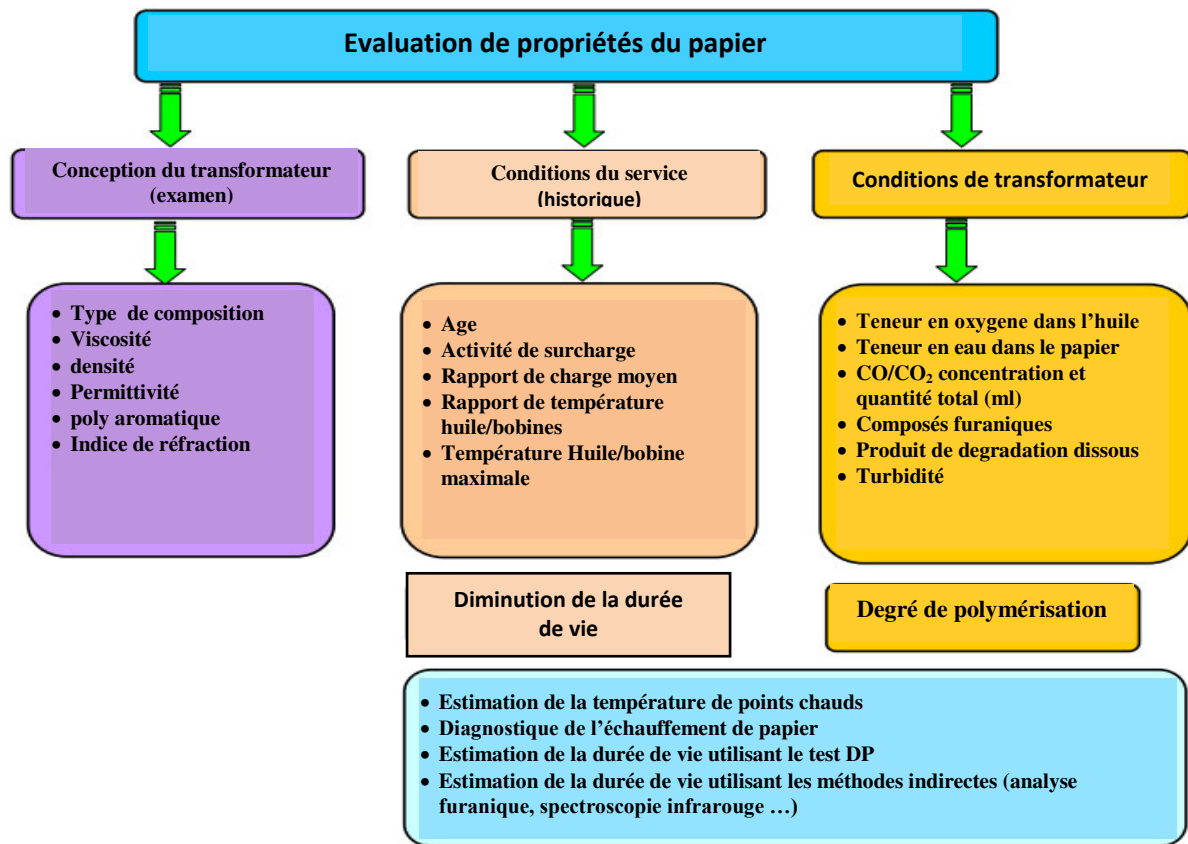 Evaluation de propriétés du papier
Conception du transformateur
(examen)
Conditions du service
(historique)
Conditions de transformateur
• Type de composition
• Viscosité
• densité
• Permittivité
• poly aromatique
• Indice de réfraction
• Age
• Activité de surcharge
• Rapport de charge moyen
• Rapport de température
huile/bobines
• Température Huile/bobine
maximale
• Teneur en oxygene dans l’huile
• Teneur en eau dans le papier
• CO/CO₂ concentration et
quantité total (ml)
• Composés furaniques
• Produit de degradation dissous
• Turbidité
Diminution de la durée
de vie
Degré de polymérisation
• Estimation de la température de points chauds
• Diagnostique de l’échauffement de papier
• Estimation de la durée de vie utilisant le test DP
• Estimation de la durée de vie utilisant les méthodes indirectes (analyse
furanique, spectroscopie infrarouge …)